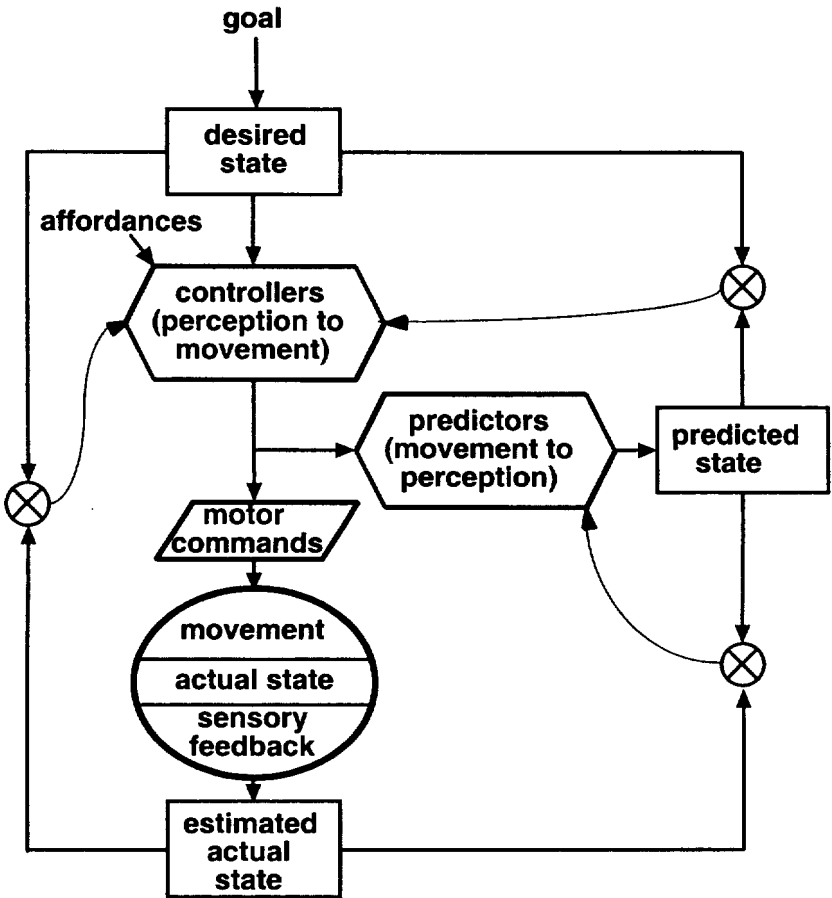 goal
desired
state
affordances
controllers
(perception to
movement)
predictors
(movement to
perception)
predicted
state
motor
commands
movement
actual state
sensory
feedback
estimated
actual
state